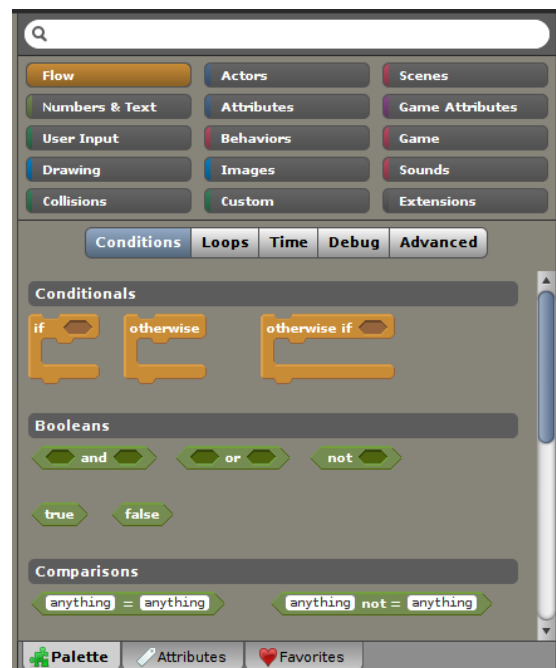 Flow Actors Scenes
Numbers & Text Attributes Game Attributes
User Input Behaviors Game
Drawing Images Sounds
Collisions Custom Extensions
Conditions Loops Time Debug Advanced
Conditionals
if otherwise otherwise if
Booleans
and or not
true false
Comparisons
anything = anything anything not = anything
Palette Attributes Favorites